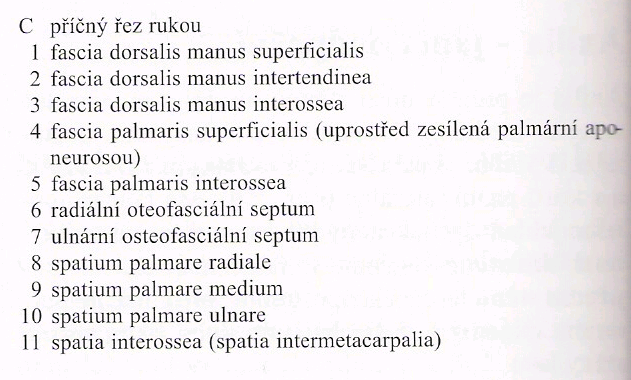 C příčný řez rukou
1 fascia dorsalis manus superficialis
2 fascia dorsalis manus intertendinea
3 fascia dorsalis manus interossea
4 fascia palmaris superficialis (uprostřed zesílená palmární apo-
neurosou)
5 fascia palmaris interossea
6 radiální oteofasciální septum
7 ulnární osteofasciální septum
8 spatium palmare radiale
9 spatium palmare medium
10 spatium palmare ulnare
11 spatia interossea (spatia intermetacarpalia)